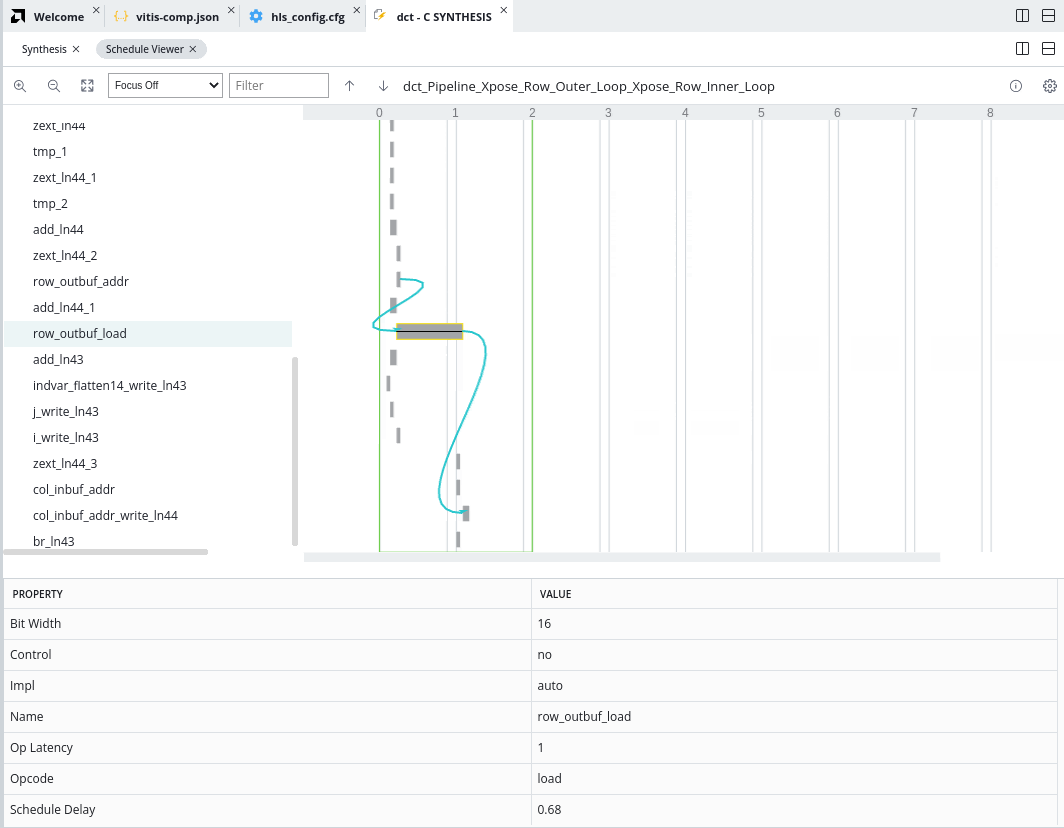 Welcome × vitis-comp.json × hls_config.cfg × dct - C SYNTHESIS ×
Synthesis × Schedule Viewer ×
Focus Off Filter dct_Pipeline_Xpose_Row_Outer_Loop_Xpose_Row_Inner_Loop
0 1 2 3 4 5 6 7 8
zext_ln44
tmp_1
zext_ln44_1
tmp_2
add_ln44
zext_ln44_2
row_outbuf_addr
add_ln44_1
row_outbuf_load
add_ln43
indvar_flatten14_write_ln43
j_write_ln43
i_write_ln43
zext_ln44_3
col_inbuf_addr
col_inbuf_addr_write_ln44
br_ln43
PROPERTY VALUE
Bit Width 16
Control no
Impl auto
Name row_outbuf_load
Op Latency 1
Opcode load
Schedule Delay 0.68